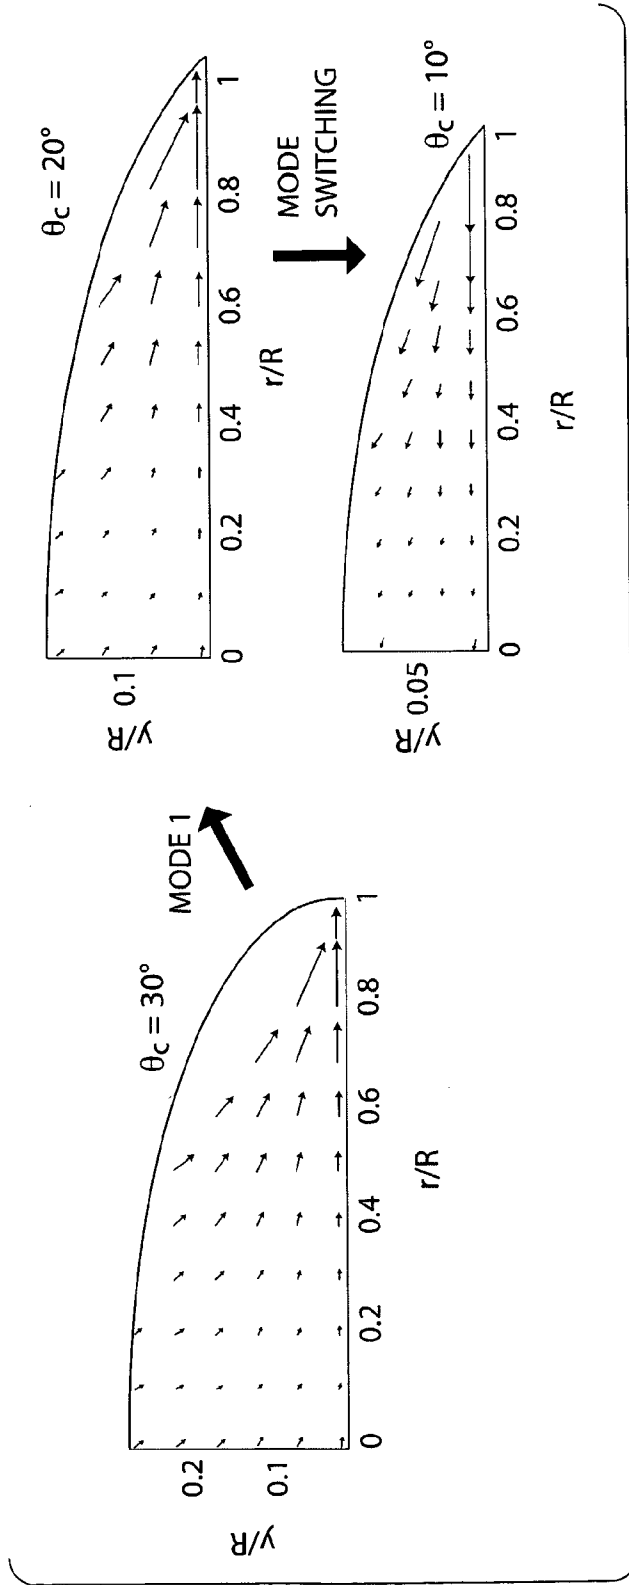 θc = 30°
y/R
0.2
0.1
0 0.2 0.4 0.6 0.8 1
r/R
MODE 1
θc = 20°
y/R
0.1
0 0.2 0.4 0.6 0.8 1
r/R
MODE
SWITCHING
θc = 10°
y/R
0.05
0 0.2 0.4 0.6 0.8 1
r/R